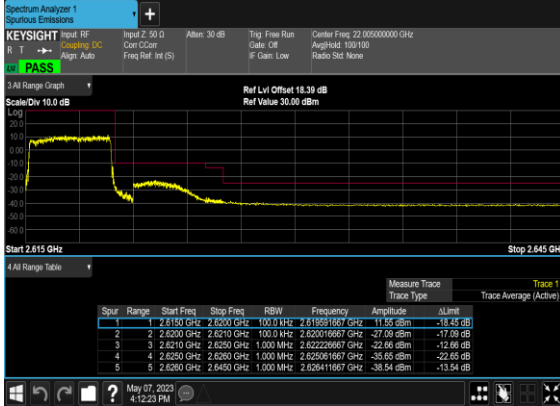 Spectrum Analyzer 1
Spurious Emissions
+
KEYSIGHT Input: RF Input Z: 50 Ω Atten: 30 dB Trig: Free Run Center Freq: 22.005000000 GHz
R T Coupling: DC Corr CCorr Gate: Off Avg|Hold: 100/100
Align: Auto Freq Ref: Int (S) IF Gain: Low Radio Std: None
LXI PASS
3 All Range Graph
Ref Lvl Offset 18.39 dB
Scale/Div 10.0 dB Ref Value 30.00 dBm
Log
20.0
10.0
0.00
-10.0
-20.0
-30.0
-40.0
-50.0
-60.0
Start 2.615 GHz Stop 2.645 GH
4 All Range Table
Measure Trace Trace 1
Trace Type Trace Average (Active)
Spur Range Start Freq Stop Freq RBW Frequency Amplitude ΔLimit
1 1 2.6150 GHz 2.6200 GHz 100.0 kHz 2.619591667 GHz 11.55 dBm -18.45 dB
2 2 2.6200 GHz 2.6210 GHz 100.0 kHz 2.620016667 GHz -27.09 dBm -17.09 dB
3 3 2.6210 GHz 2.6250 GHz 1.000 MHz 2.622226667 GHz -22.66 dBm -12.66 dB
4 4 2.6250 GHz 2.6260 GHz 1.000 MHz 2.625061667 GHz -35.65 dBm -22.65 dB
5 5 2.6260 GHz 2.6450 GHz 1.000 MHz 2.626411667 GHz -38.54 dBm -13.54 dB
?
May 07, 2023
4:12:23 PM